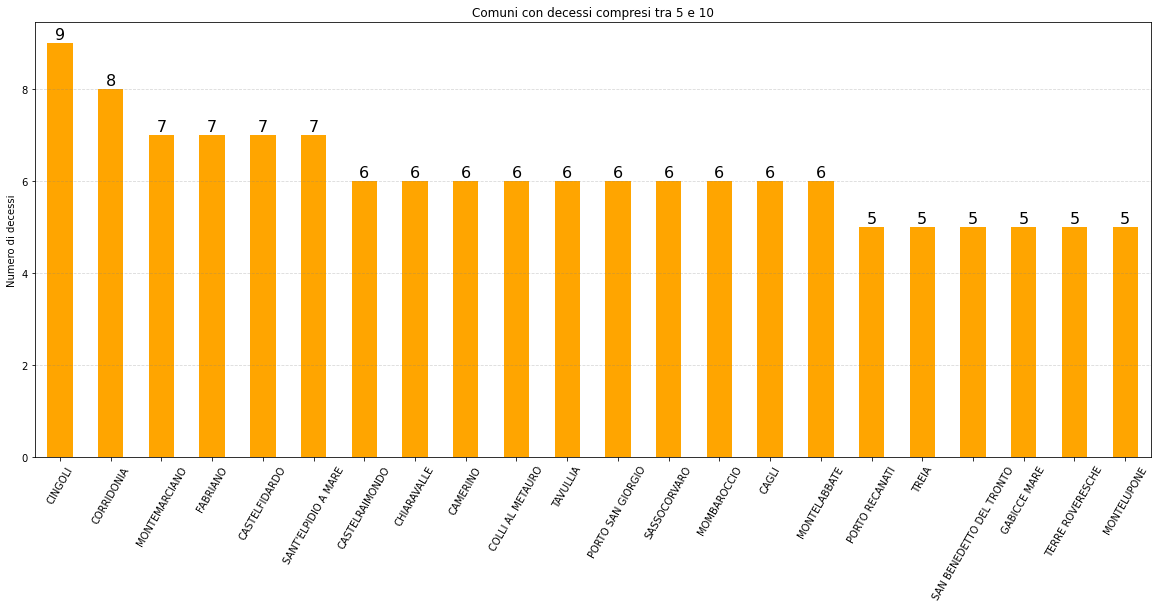 Comuni con decessi compresi tra 5 e 10
Numero di decessi
8
6
4
2
0
9
8
7
7
7
7
6
6
6
6
6
6
6
6
6
6
5
5
5
5
5
5
CINGOLI
CORRIDONIA
MONTEMARCIANO
FABRIANO
CASTELFIDARDO
SANT'ELPIDIO A MARE
CASTELRAIMONDO
CHIARAVALLE
CAMERINO
COLLI AL METAURO
TAVULLIA
PORTO SAN GIORGIO
SASSOCORVARO
MOMBAROCCIO
CAGLI
MONTELABBATE
PORTO RECANATI
TREIA
SAN BENEDETTO DEL TRONTO
GABICCE MARE
TERRE ROVERESCHE
MONTELUPONE